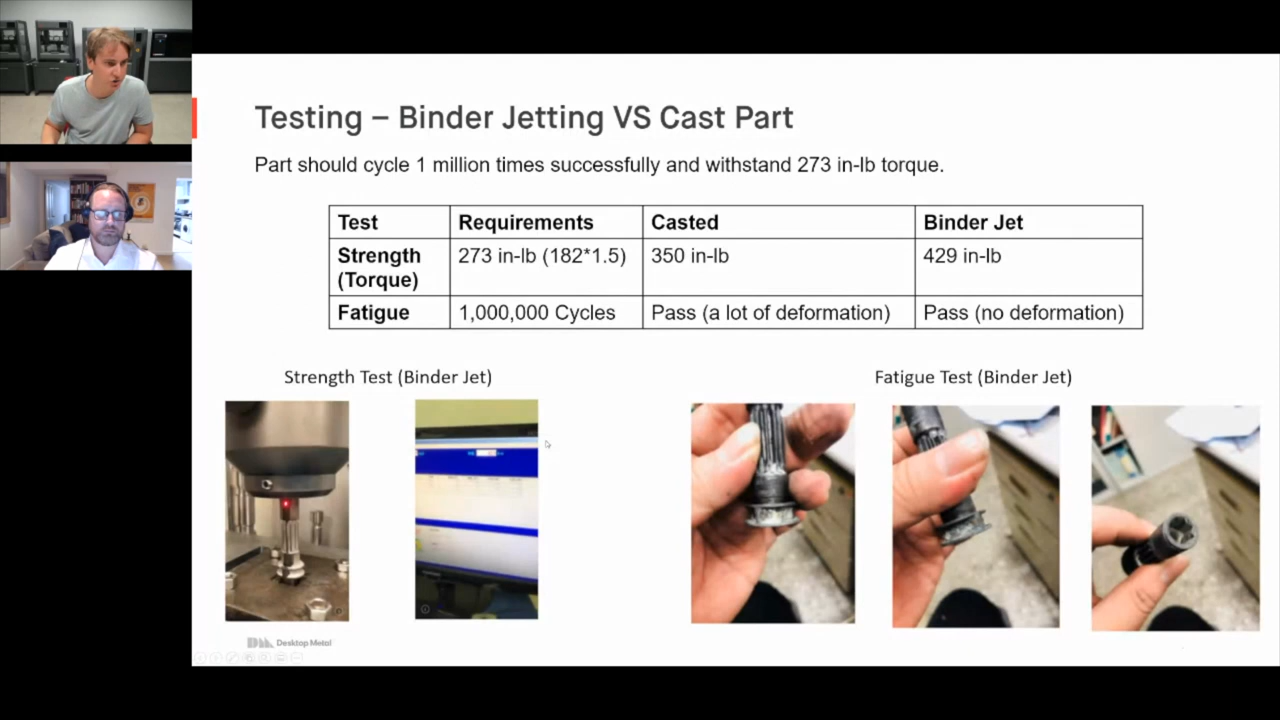 Testing – Binder Jetting VS Cast Part
Part should cycle 1 million times successfully and withstand 273 in-lb torque.
Test Requirements Casted Binder Jet
Strength (Torque) 273 in-lb (182*1.5) 350 in-lb 429 in-lb
Fatigue 1,000,000 Cycles Pass (a lot of deformation) Pass (no deformation)
Strength Test (Binder Jet)
Fatigue Test (Binder Jet)
Desktop Metal